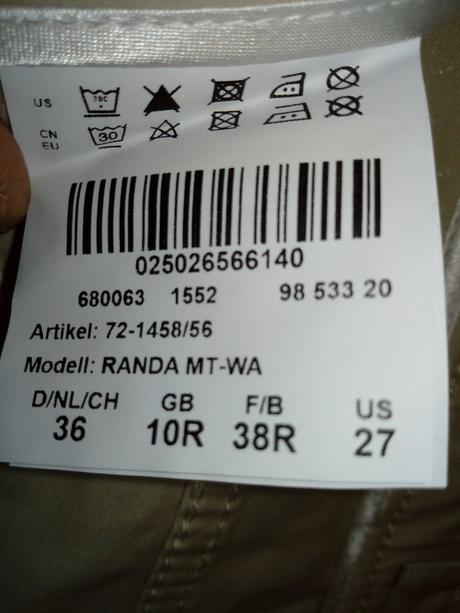 US
CN
EU
30
025026566140
680063 1552 98 533 20
Artikel: 72-1458/56
Modell: RANDA MT-WA
D/NL/CH GB F/B US
36 10R 38R 27